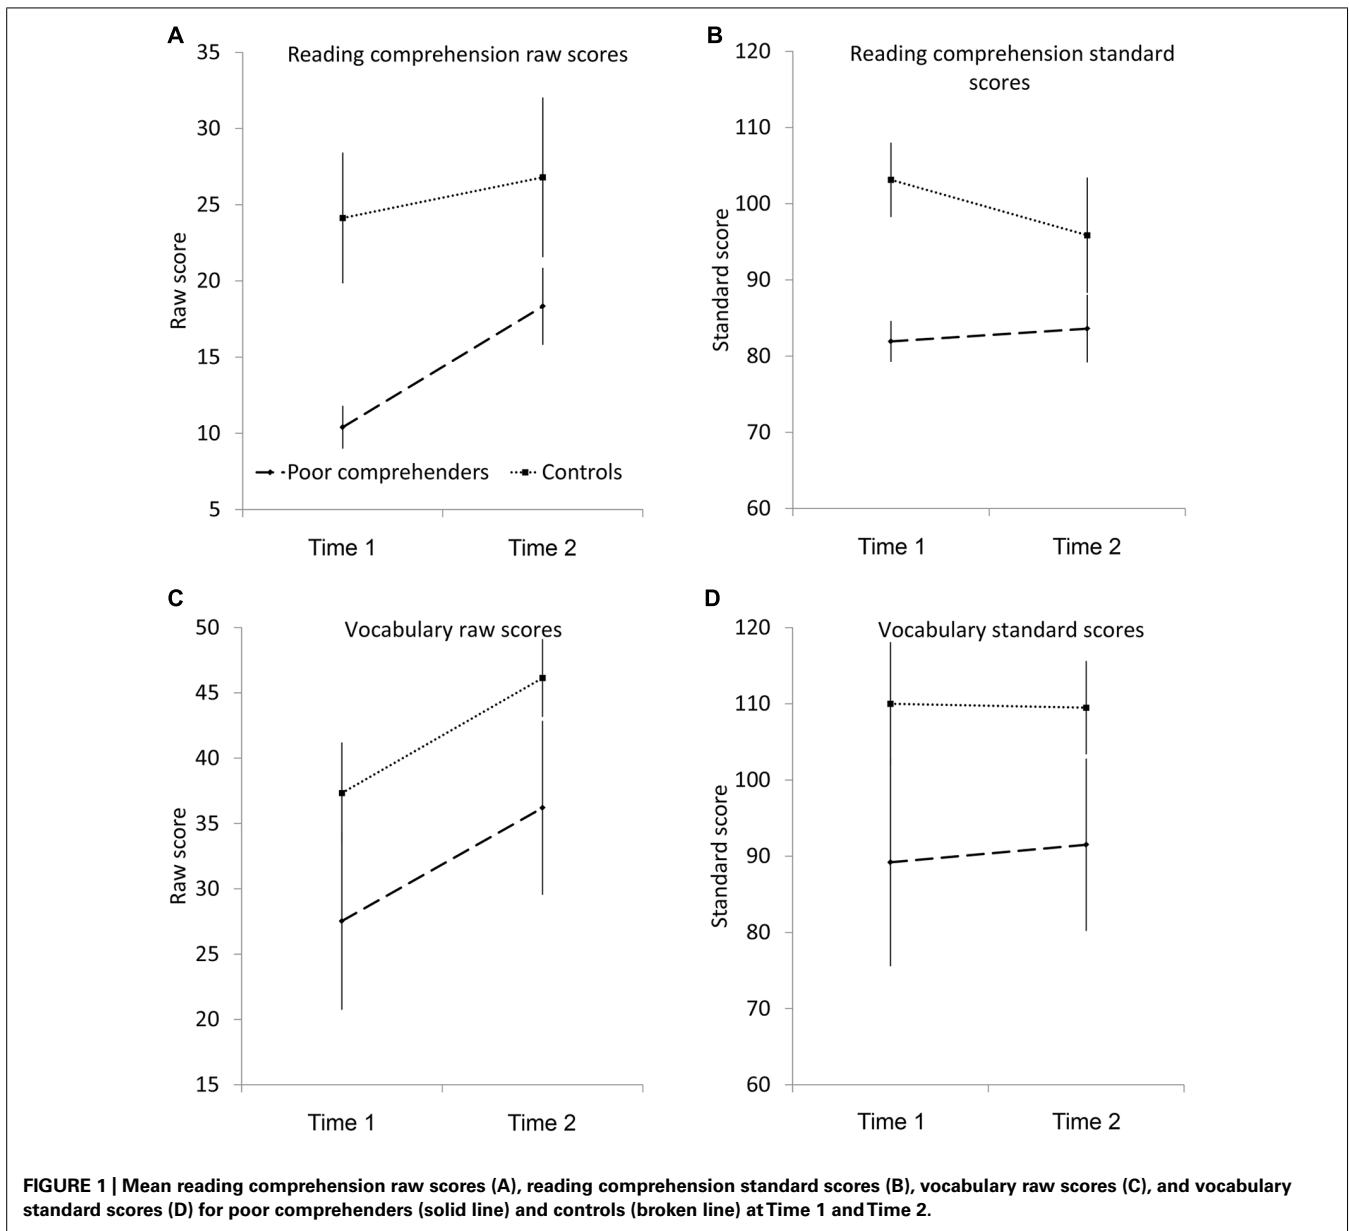 A
Reading comprehension raw scores
35
30
25
20
15
10
5
Raw score
Poor comprehenders
Controls
Time 1
Time 2
B
Reading comprehension standard
scores
120
110
100
90
80
70
60
Standard score
Time 1
Time 2
C
Vocabulary raw scores
50
45
40
35
30
25
20
15
Raw score
Time 1
Time 2
D
Vocabulary standard scores
120
110
100
90
80
70
60
Standard score
Time 1
Time 2
FIGURE 1 | Mean reading comprehension raw scores (A), reading comprehension standard scores (B), vocabulary raw scores (C), and vocabulary
standard scores (D) for poor comprehenders (solid line) and controls (broken line) at Time 1 and Time 2.